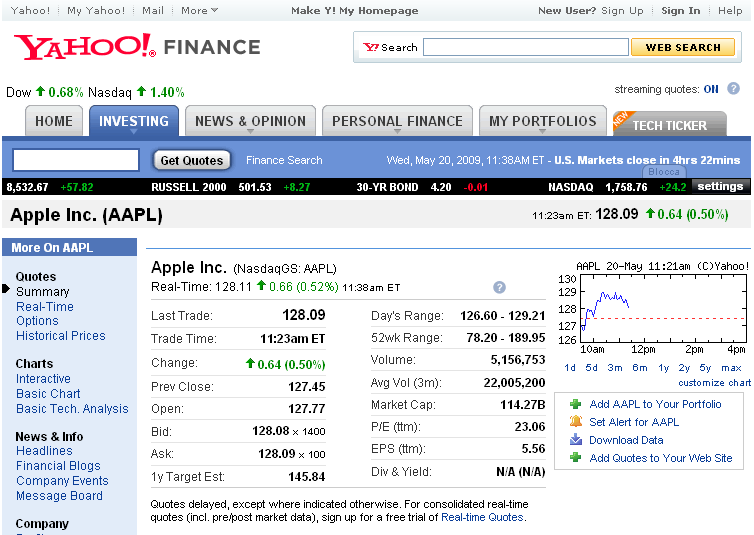 Yahoo! My Yahoo! Mail More Make Y! My Homepage New User? Sign Up Sign In Help
YAHOO!® FINANCE
Y! Search WEB SEARCH
Dow 0.68% Nasdaq 1.40%
streaming quotes: ON ?
HOME INVESTING NEWS & OPINION PERSONAL FINANCE MY PORTFOLIOS NEW TECH TICKER
Get Quotes Finance Search Wed, May 20, 2009, 11:38AM ET - U.S. Markets close in 4hrs 22mins
Blocca
8,532.67 +57.82 RUSSELL 2000 501.53 +8.27 30-YR BOND 4.20 -0.01 NASDAQ 1,758.76 +24.2 settings
Apple Inc. (AAPL) 11:23am ET: 128.09 0.64 (0.50%)
More On AAPL
Quotes
Summary
Real-Time
Options
Historical Prices
Charts
Interactive
Basic Chart
Basic Tech. Analysis
News & Info
Headlines
Financial Blogs
Company Events
Message Board
Company
Apple Inc. (NasdaqGS: AAPL)
Real-Time: 128.11 0.66 (0.52%) 11:38am ET ?
Last Trade: 128.09
Trade Time: 11:23am ET
Change: 0.64 (0.50%)
Prev Close: 127.45
Open: 127.77
Bid: 128.08 x 1400
Ask: 128.09 x 100
1y Target Est: 145.84
Day's Range: 126.60 - 129.21
52wk Range: 78.20 - 189.95
Volume: 5,156,753
Avg Vol (3m): 22,005,200
Market Cap: 114.27B
P/E (ttm): 23.06
EPS (ttm): 5.56
Div & Yield: N/A (N/A)
Quotes delayed, except where indicated otherwise. For consolidated real-time
quotes (incl. pre/post market data), sign up for a free trial of Real-time Quotes.
AAPL 20-May 11:21am (C)Yahoo!
130
129
128
127
126
10am 12pm 2pm 4pm
1d 5d 3m 6m 1y 2y 5y max
customize chart
Add AAPL to Your Portfolio
Set Alert for AAPL
Download Data
Add Quotes to Your Web Site